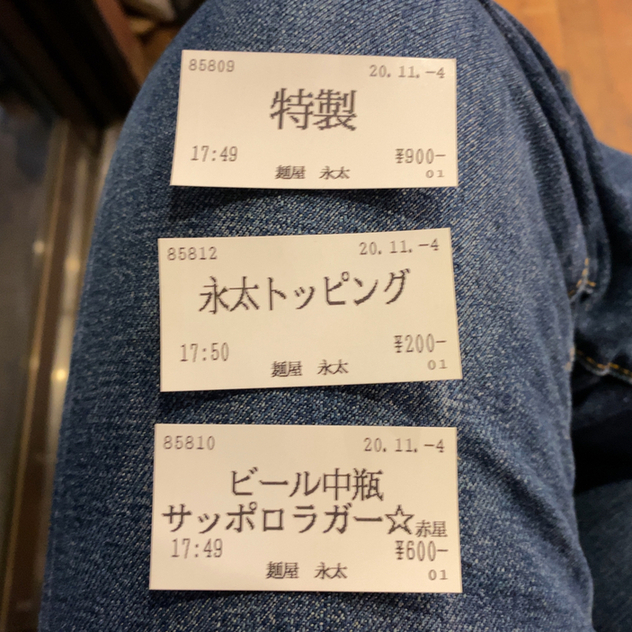 85809 20.11.-4
特製
17:49 ¥900-
麺屋 永太 01
85812 20.11.-4
永太トッピング
17:50 ¥200-
麺屋 永太 01
85810 20.11.-4
ビール中瓶
サッポロラガー☆赤星
17:49 ¥600-
麺屋 永太 01